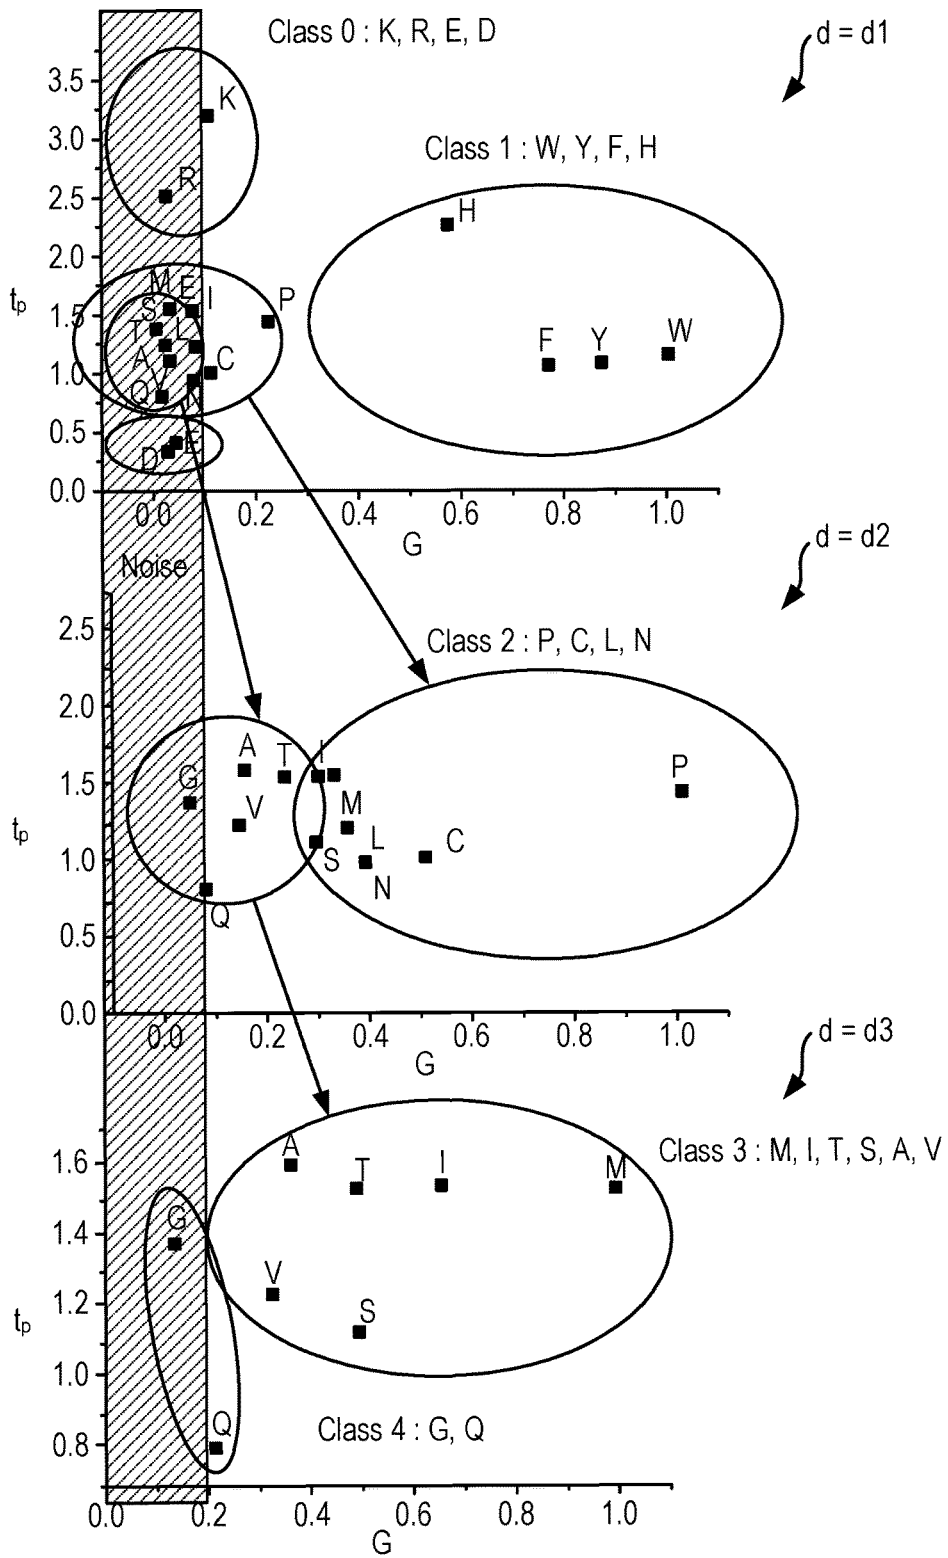 Class 0 : K, R, E, D
d = d1
3.5
K
3.0
Class 1 : W, Y, F, H
R
2.5
H
2.0
M E I
P
tp
1.5
S
T L
F Y W
A
C
1.0
V
Q N
0.5
D E
0.0
0.0 0.2 0.4 0.6 0.8 1.0
G
d = d2
Noise
2.5
Class 2 : P, C, L, N
2.0
A T I
P
1.5
G
V M
tp
L C
1.0
S
N
Q
0.5
0.0
0.0 0.2 0.4 0.6 0.8 1.0
G
d = d3
Class 3 : M, I, T, S, A, V
1.6
A T I M
G
1.4
V
1.2
S
tp
1.0
Q
Class 4 : G, Q
0.8
0.0 0.2 0.4 0.6 0.8 1.0
G